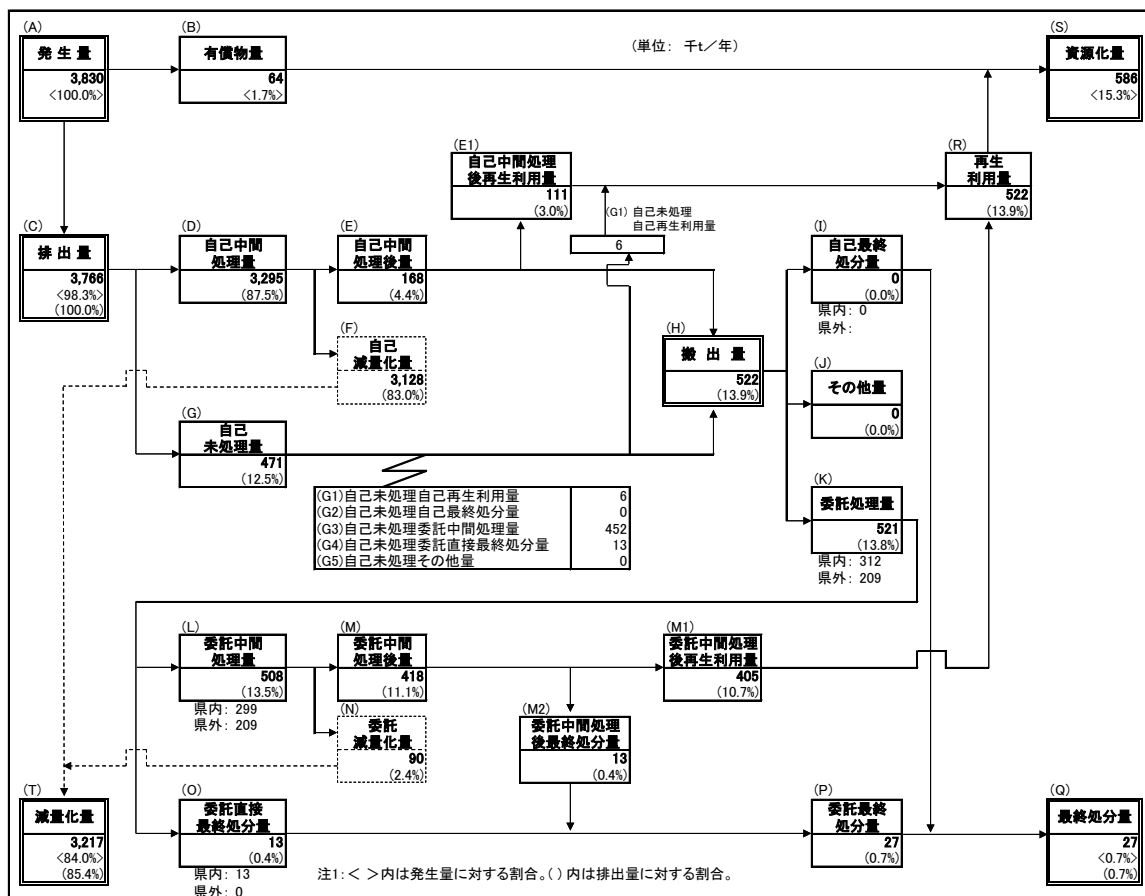 (A)
発 生 量
3,830
<100.0%>
(B)
有償物量
64
<1.7%>
(単位： 千t／年)
(S)
資源化量
586
<15.3%>
(E1)
自己中間処理
後再生利用量
111
(3.0%)
(G1) 自己未処理
自己再生利用量
6
(R)
再生
利用量
522
(13.9%)
(C)
排 出 量
3,766
<98.3%>
(100.0%)
(D)
自己中間
処理量
3,295
(87.5%)
(E)
自己中間
処理後量
168
(4.4%)
(F)
自己
減量化量
3,128
(83.0%)
(G)
自己
未処理量
471
(12.5%)
(H)
搬 出 量
522
(13.9%)
(I)
自己最終
処分量
0
(0.0%)
県内： 0
県外：
(J)
その他量
0
(0.0%)
(K)
委託処理量
521
(13.8%)
県内： 312
県外： 209
(G1)自己未処理自己再生利用量 6
(G2)自己未処理自己最終処分量 0
(G3)自己未処理委託中間処理量 452
(G4)自己未処理委託直接最終処分量 13
(G5)自己未処理その他量 0
(L)
委託中間
処理量
508
(13.5%)
県内： 299
県外： 209
(M)
委託中間
処理後量
418
(11.1%)
(N)
委託
減量化量
90
(2.4%)
(M1)
委託中間処理
後再生利用量
405
(10.7%)
(M2)
委託中間処理
後最終処分量
13
(0.4%)
(T)
減量化量
3,217
<84.0%>
(85.4%)
(O)
委託直接
最終処分量
13
(0.4%)
県内： 13
県外： 0
(P)
委託最終
処分量
27
(0.7%)
(Q)
最終処分量
27
<0.7%>
(0.7%)
注1：< >内は発生量に対する割合。( )内は排出量に対する割合。